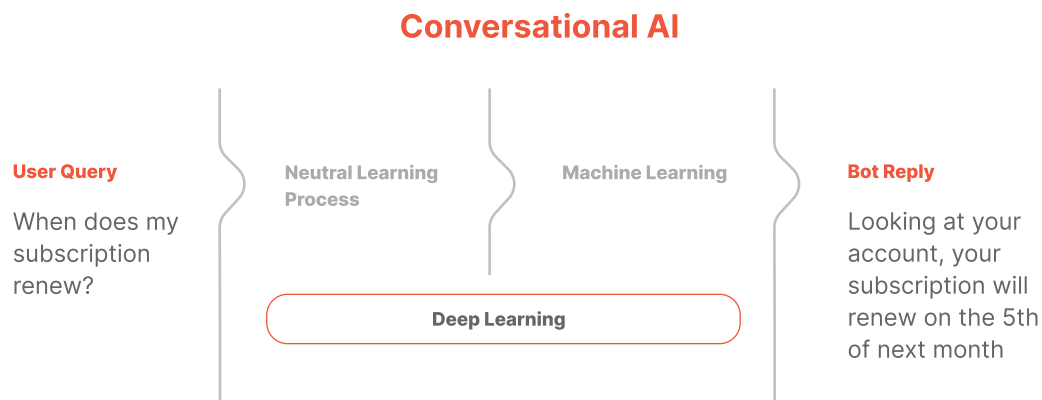 Conversational AI
User Query
When does my
subscription
renew?
Neutral Learning
Process
Machine Learning
Deep Learning
Bot Reply
Looking at your
account, your
subscription will
renew on the 5th
of next month